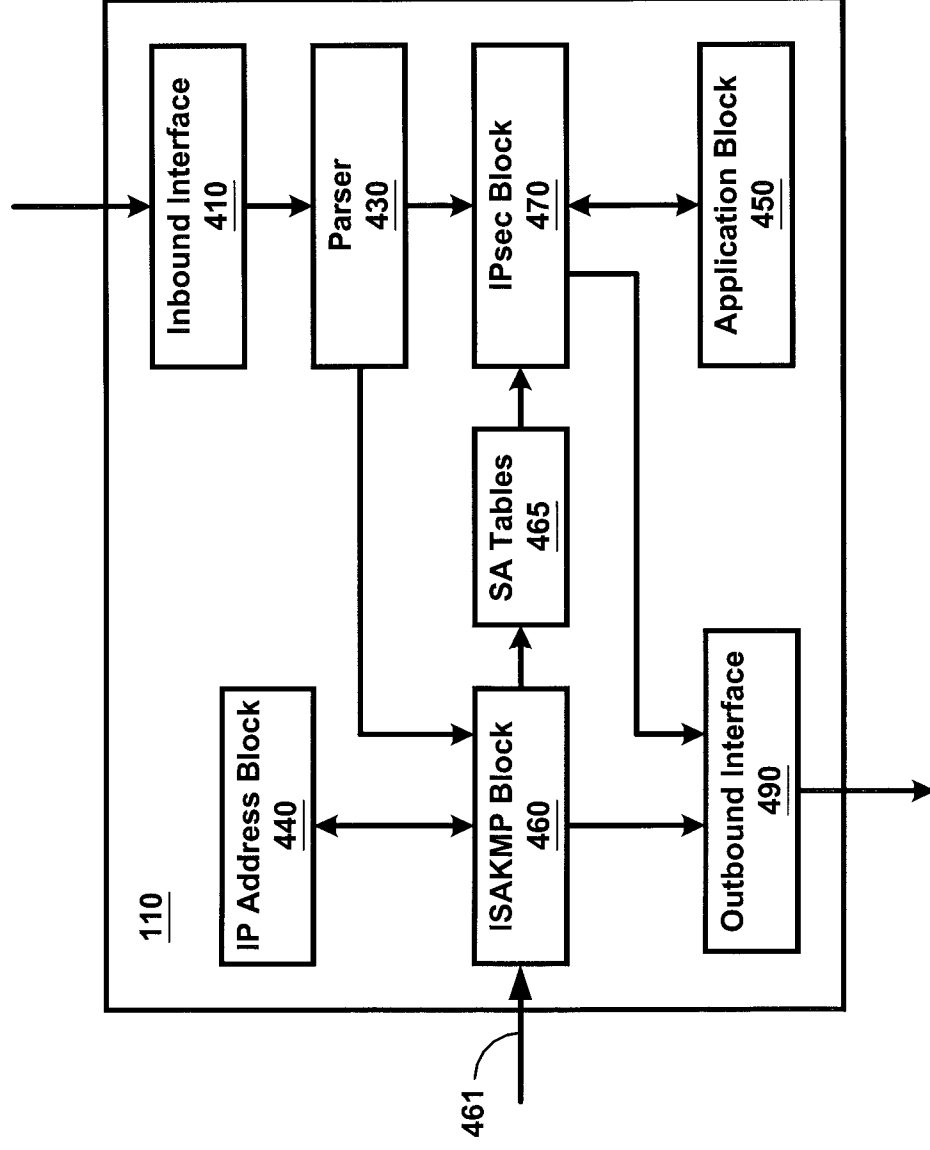 110
Inbound Interface
410
IP Address Block
440
Parser
430
461
ISAKMP Block
460
SA Tables
465
IPsec Block
470
Outbound Interface
490
Application Block
450